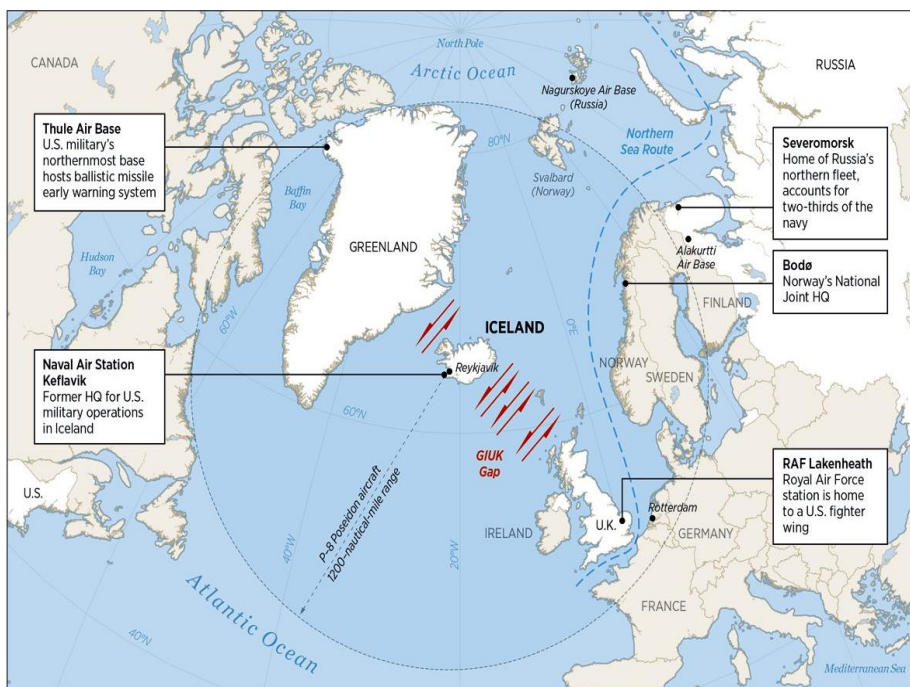 North Pole
Arctic Ocean
CANADA
RUSSIA
Nagurskoye Air Base
(Russia)
Thule Air Base
U.S. military's
northernmost base
hosts ballistic missile
early warning system
80°N
Northern
Sea Route
Svalbard
(Norway)
Severomorsk
Home of Russia's
northern fleet,
accounts for
two-thirds of the
navy
Baffin
Bay
GREENLAND
Hudson
Bay
Alakurtti
Air Base
Bodø
Norway's National
Joint HQ
FINLAND
60°W
0°E
ICELAND
Reykjavik
NORWAY
SWEDEN
Naval Air Station
Keflavik
Former HQ for U.S.
military operations
in Iceland
60°N
GIUK
Gap
RAF Lakenheath
Royal Air Force
station is home
to a U.S. fighter
wing
U.S.
P-8 Poseidon aircraft
1200-nautical-mile range
IRELAND
U.K.
Rotterdam
GERMANY
40°W
20°W
FRANCE
Atlantic Ocean
40°N
Mediterranean Sea